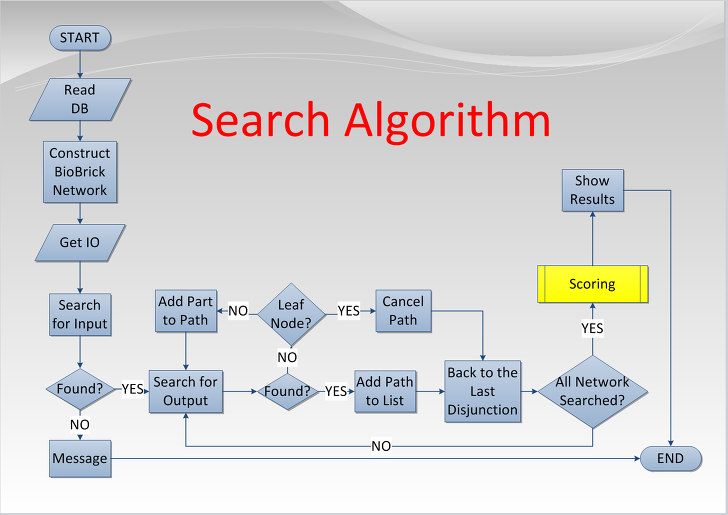 START
Read
DB
Search Algorithm
Construct
BioBrick
Network
Show
Results
Get IO
Scoring
Search
for Input
Add Part
to Path
NO
Leaf
Node?
YES
Cancel
Path
YES
NO
Found?
YES
Search for
Output
Found?
YES
Add Path
to List
Back to the
Last
Disjunction
All Network
Searched?
NO
NO
Message
END